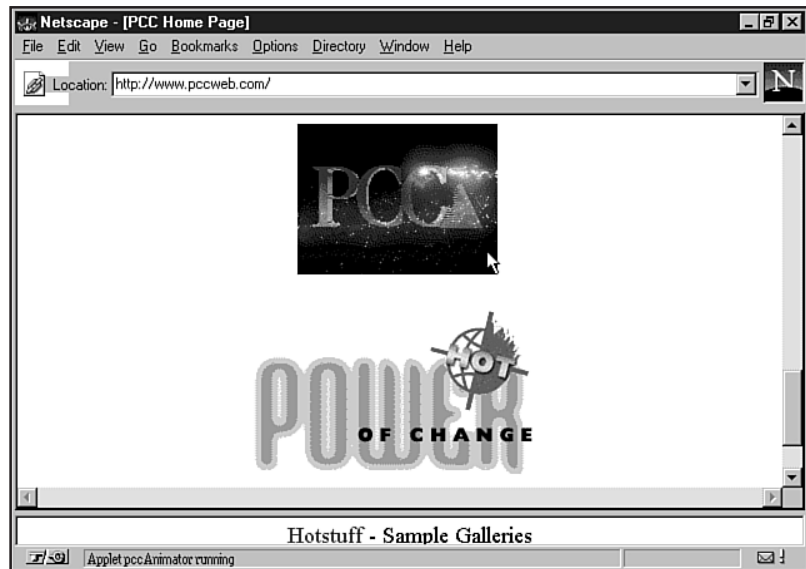 Netscape - [PCC Home Page]
File Edit View Go Bookmarks Options Directory Window Help
Location: http://www.pccweb.com/
N
PCC
HOT
POWER
OF CHANGE
Hotstuff - Sample Galleries
Applet pccAnimator running